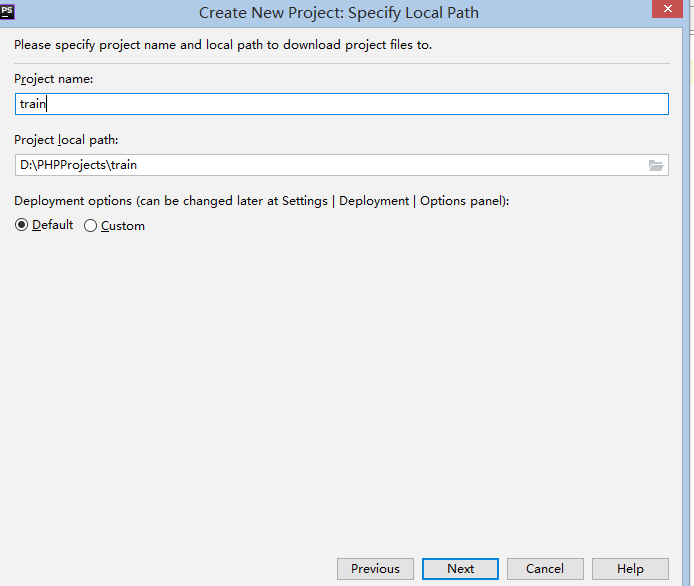 PS
Create New Project: Specify Local Path
Please specify project name and local path to download project files to.
Project name:
train
Project local path:
D:\PHPProjects\train
Deployment options (can be changed later at Settings | Deployment | Options panel):
Default Custom
Previous Next Cancel Help